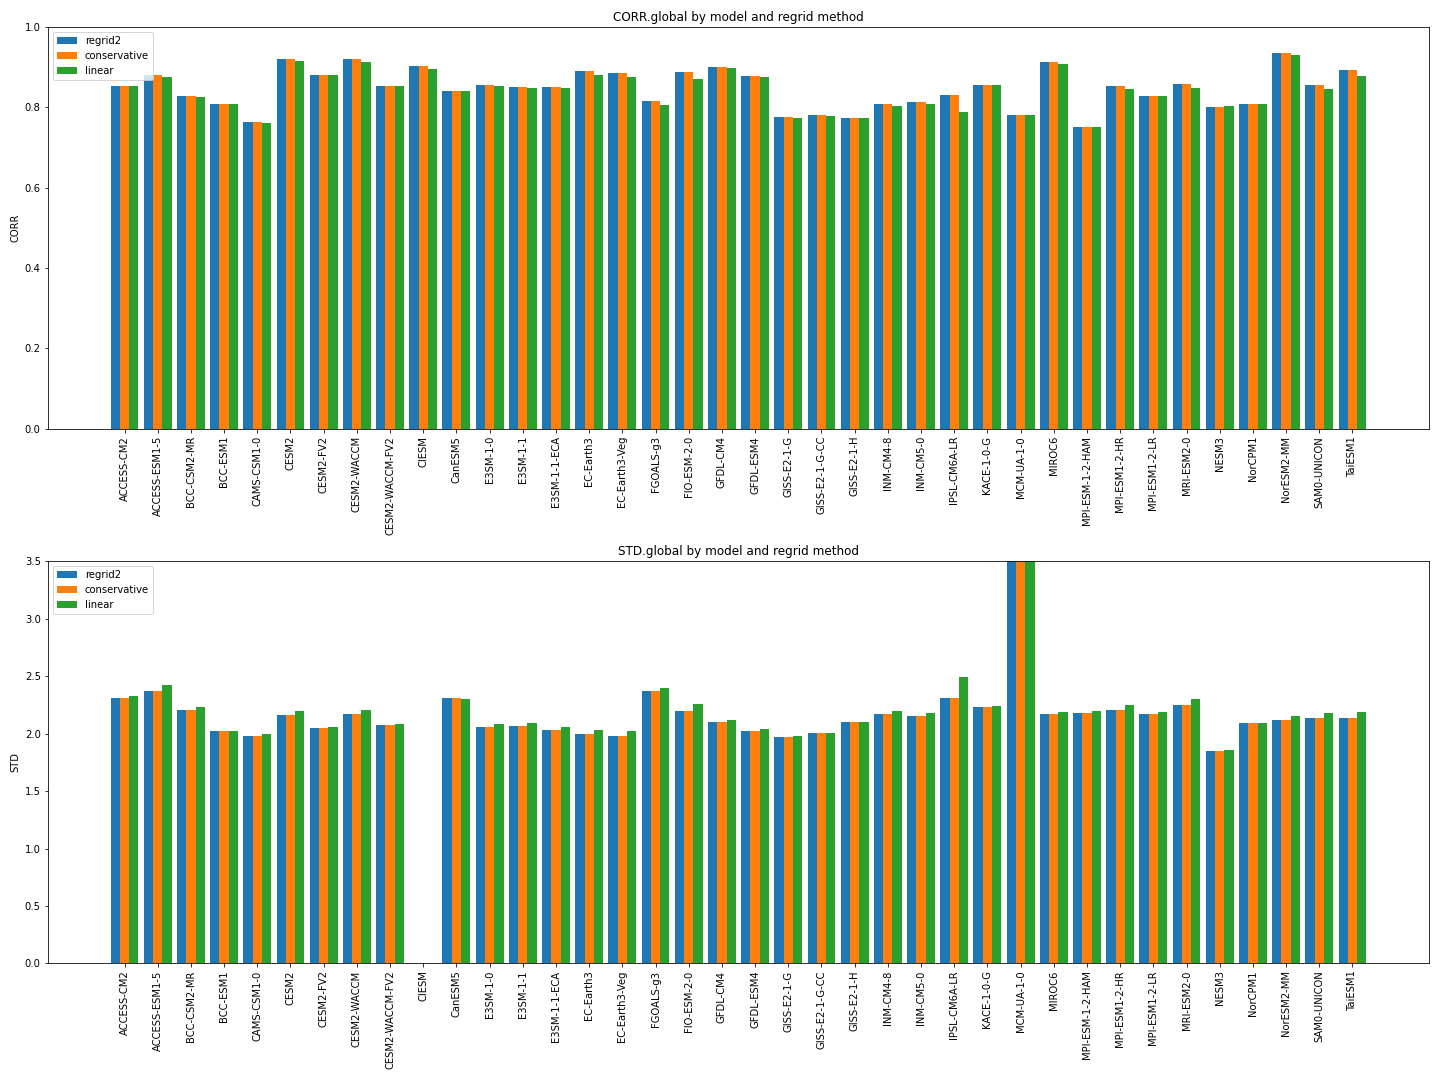 CORR.global by model and regrid method
regrid2
conservative
linear
CORR
1.0
0.8
0.6
0.4
0.2
0.0
ACCESS-CM2
ACCESS-ESM1-5
BCC-CSM2-MR
BCC-ESM1
CAMS-CSM1-0
CESM2
CESM2-FV2
CESM2-WACCM
CESM2-WACCM-FV2
CIESM
CanESM5
E3SM-1-0
E3SM-1-1
E3SM-1-1-ECA
EC-Earth3
EC-Earth3-Veg
FGOALS-g3
FIO-ESM-2-0
GFDL-CM4
GFDL-ESM4
GISS-E2-1-G
GISS-E2-1-G-CC
GISS-E2-1-H
INM-CM4-8
INM-CM5-0
IPSL-CM6A-LR
KACE-1-0-G
MCM-UA-1-0
MIROC6
MPI-ESM-1-2-HAM
MPI-ESM1-2-HR
MPI-ESM1-2-LR
MRI-ESM2-0
NESM3
NorCPM1
NorESM2-MM
SAM0-UNICON
TaiESM1
STD.global by model and regrid method
regrid2
conservative
linear
STD
3.5
3.0
2.5
2.0
1.5
1.0
0.5
0.0
ACCESS-CM2
ACCESS-ESM1-5
BCC-CSM2-MR
BCC-ESM1
CAMS-CSM1-0
CESM2
CESM2-FV2
CESM2-WACCM
CESM2-WACCM-FV2
CIESM
CanESM5
E3SM-1-0
E3SM-1-1
E3SM-1-1-ECA
EC-Earth3
EC-Earth3-Veg
FGOALS-g3
FIO-ESM-2-0
GFDL-CM4
GFDL-ESM4
GISS-E2-1-G
GISS-E2-1-G-CC
GISS-E2-1-H
INM-CM4-8
INM-CM5-0
IPSL-CM6A-LR
KACE-1-0-G
MCM-UA-1-0
MIROC6
MPI-ESM-1-2-HAM
MPI-ESM1-2-HR
MPI-ESM1-2-LR
MRI-ESM2-0
NESM3
NorCPM1
NorESM2-MM
SAM0-UNICON
TaiESM1